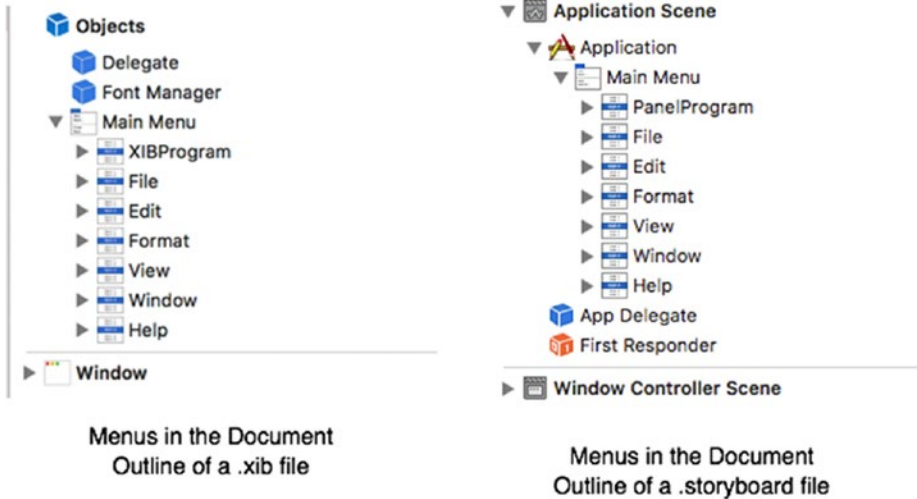 Objects
Delegate
Font Manager
Main Menu
XIBProgram
File
Edit
Format
View
Window
Help
Window
Menus in the Document
Outline of a .xib file
Application Scene
Application
Main Menu
PanelProgram
File
Edit
Format
View
Window
Help
App Delegate
First Responder
Window Controller Scene
Menus in the Document
Outline of a .storyboard file